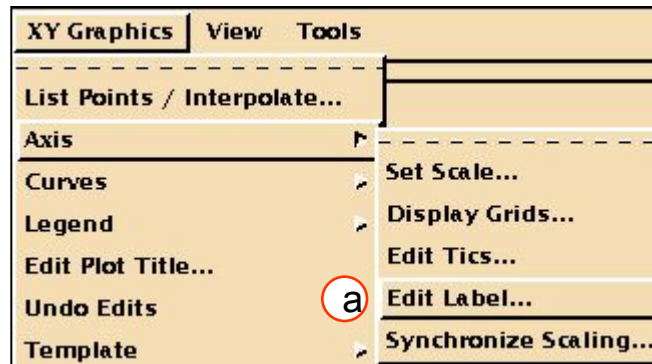 XY Graphics View Tools
List Points / Interpolate...
Axis
Curves
Legend
Edit Plot Title...
Undo Edits
Template
Set Scale...
Display Grids...
Edit Tics...
a Edit Label...
Synchronize Scaling...